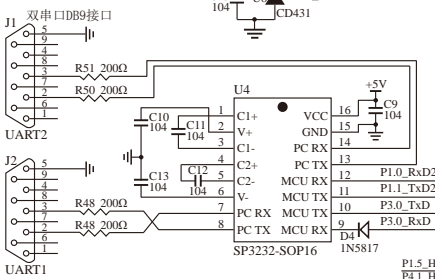 104
CD431
双串口DB9接口
J1
5
9
4
8
3
7
2
6
1
UART2
R51 200Ω
R50 200Ω
J2
5
9
4
8
3
7
2
6
1
UART1
R48 200Ω
R48 200Ω
C10
104
C11
104
C12
104
C13
104
U4
1 C1+
2 V+
3 C1-
4 C2+
5 C2-
6 V-
7 PC RX
8 PC TX
VCC 16
GND 15
PC RX 14
PC TX 13
MCU RX 12
MCU TX 11
MCU TX 10
MCU RX 9
SP3232-SOP16
+5V
C9
104
P1.0_RxD2
P1.1_TxD2
P3.0_TxD
P3.0_RxD
D4
1N5817
P1.5_H
P4.1_H